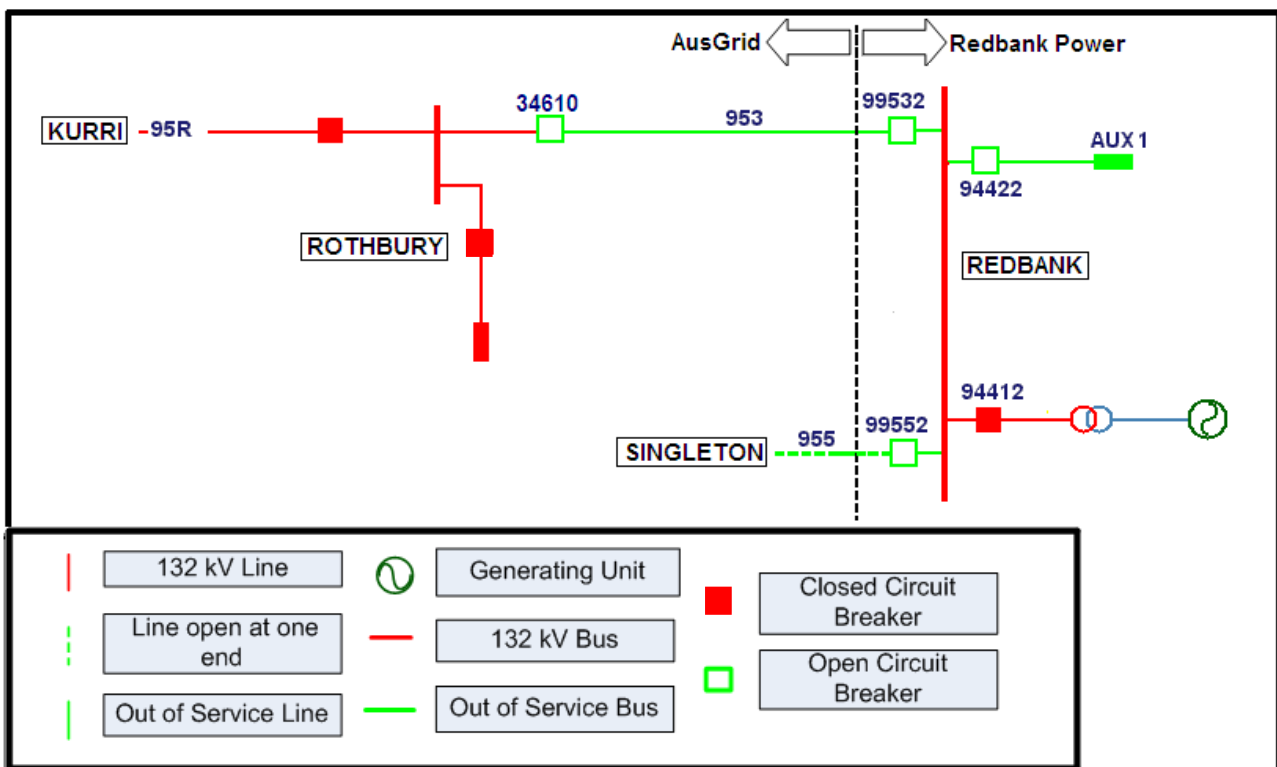 AusGrid
Redbank Power
KURRI
95R
34610
953
99532
AUX 1
94422
ROTHBURY
REDBANK
94412
SINGLETON
955
99552
132 kV Line
Generating Unit
Closed Circuit
Breaker
Line open at one
end
132 kV Bus
Open Circuit
Breaker
Out of Service Line
Out of Service Bus